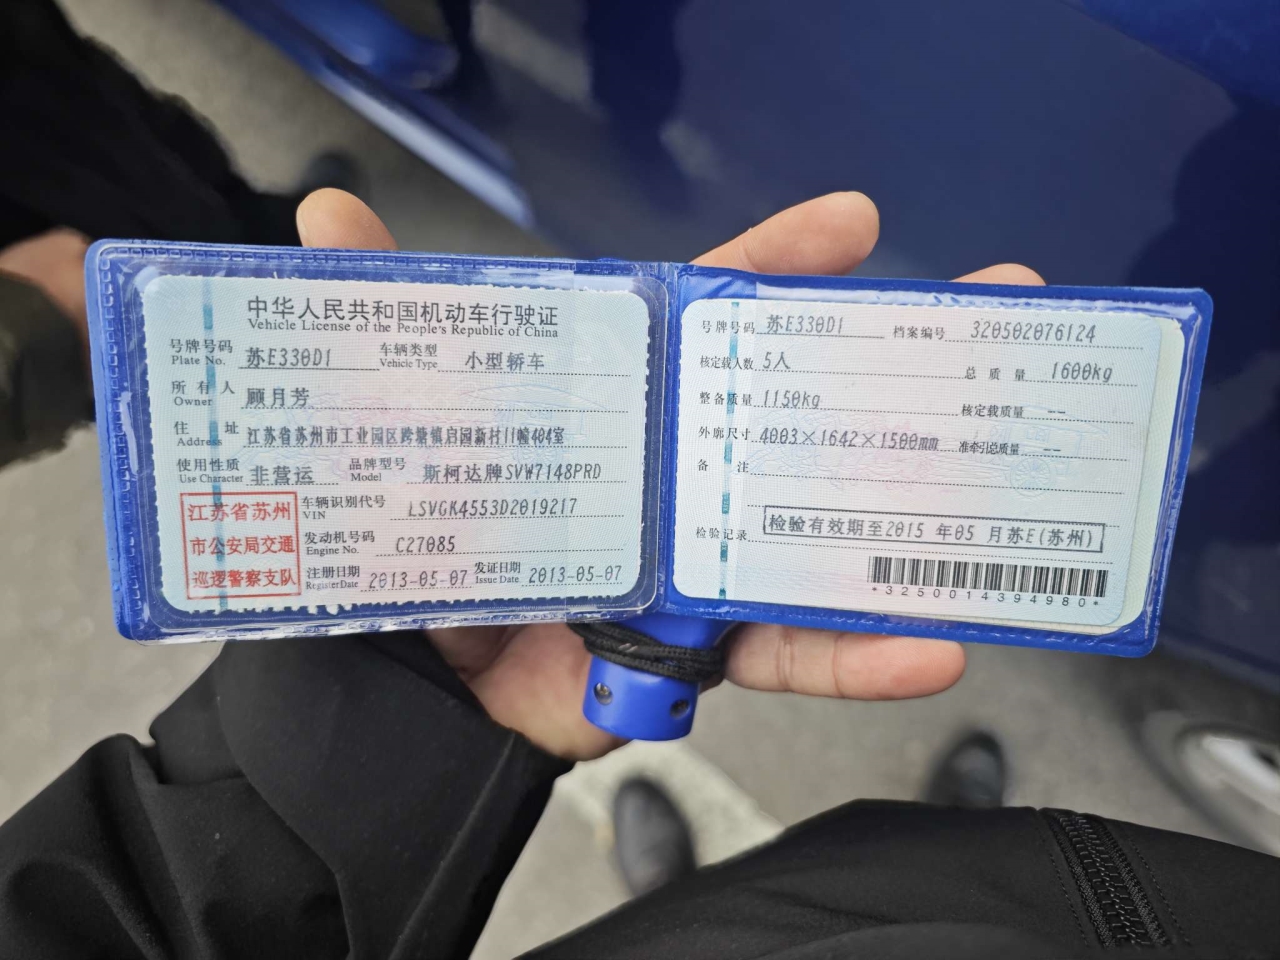 中华人民共和国机动车行驶证
Vehicle License of the People's Republic of China
号牌号码 Plate No. 苏E330D1 车辆类型 Vehicle Type 小型轿车
所有人 Owner 顾月芳
住址 Address 江苏省苏州市工业园区跨塘镇启园新村11幢404室
使用性质 Use Character 非营运 品牌型号 Model 斯柯达牌SVW7148PRD
江苏省苏州
市公安局交通
巡逻警察支队
车辆识别代号 VIN LSVGK4553D2019217
发动机号码 Engine No. C27085
注册日期 Register Date 2013-05-07 发证日期 Issue Date 2013-05-07
号牌号码 苏E330D1 档案编号 320502076124
核定载人数 5人 总质量 1600kg
整备质量 1150kg 核定载质量 --
外廓尺寸 4003×1642×1500mm 准牵引总质量 --
备注
检验记录 检验有效期至2015 年05 月苏E(苏州)
*3250014394980*